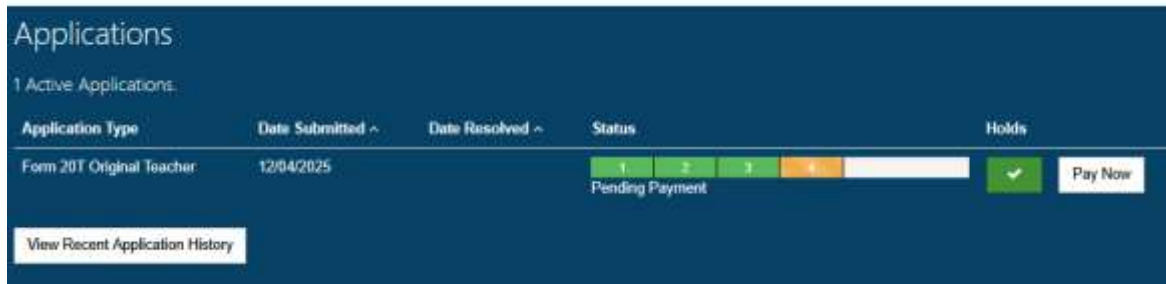 Applications
1 Active Applications.
Application Type Date Submitted Date Resolved Status Holds
Form 20T Original Teacher 12/04/2025 1 2 3 4 Pay Now
Pending Payment
View Recent Application History